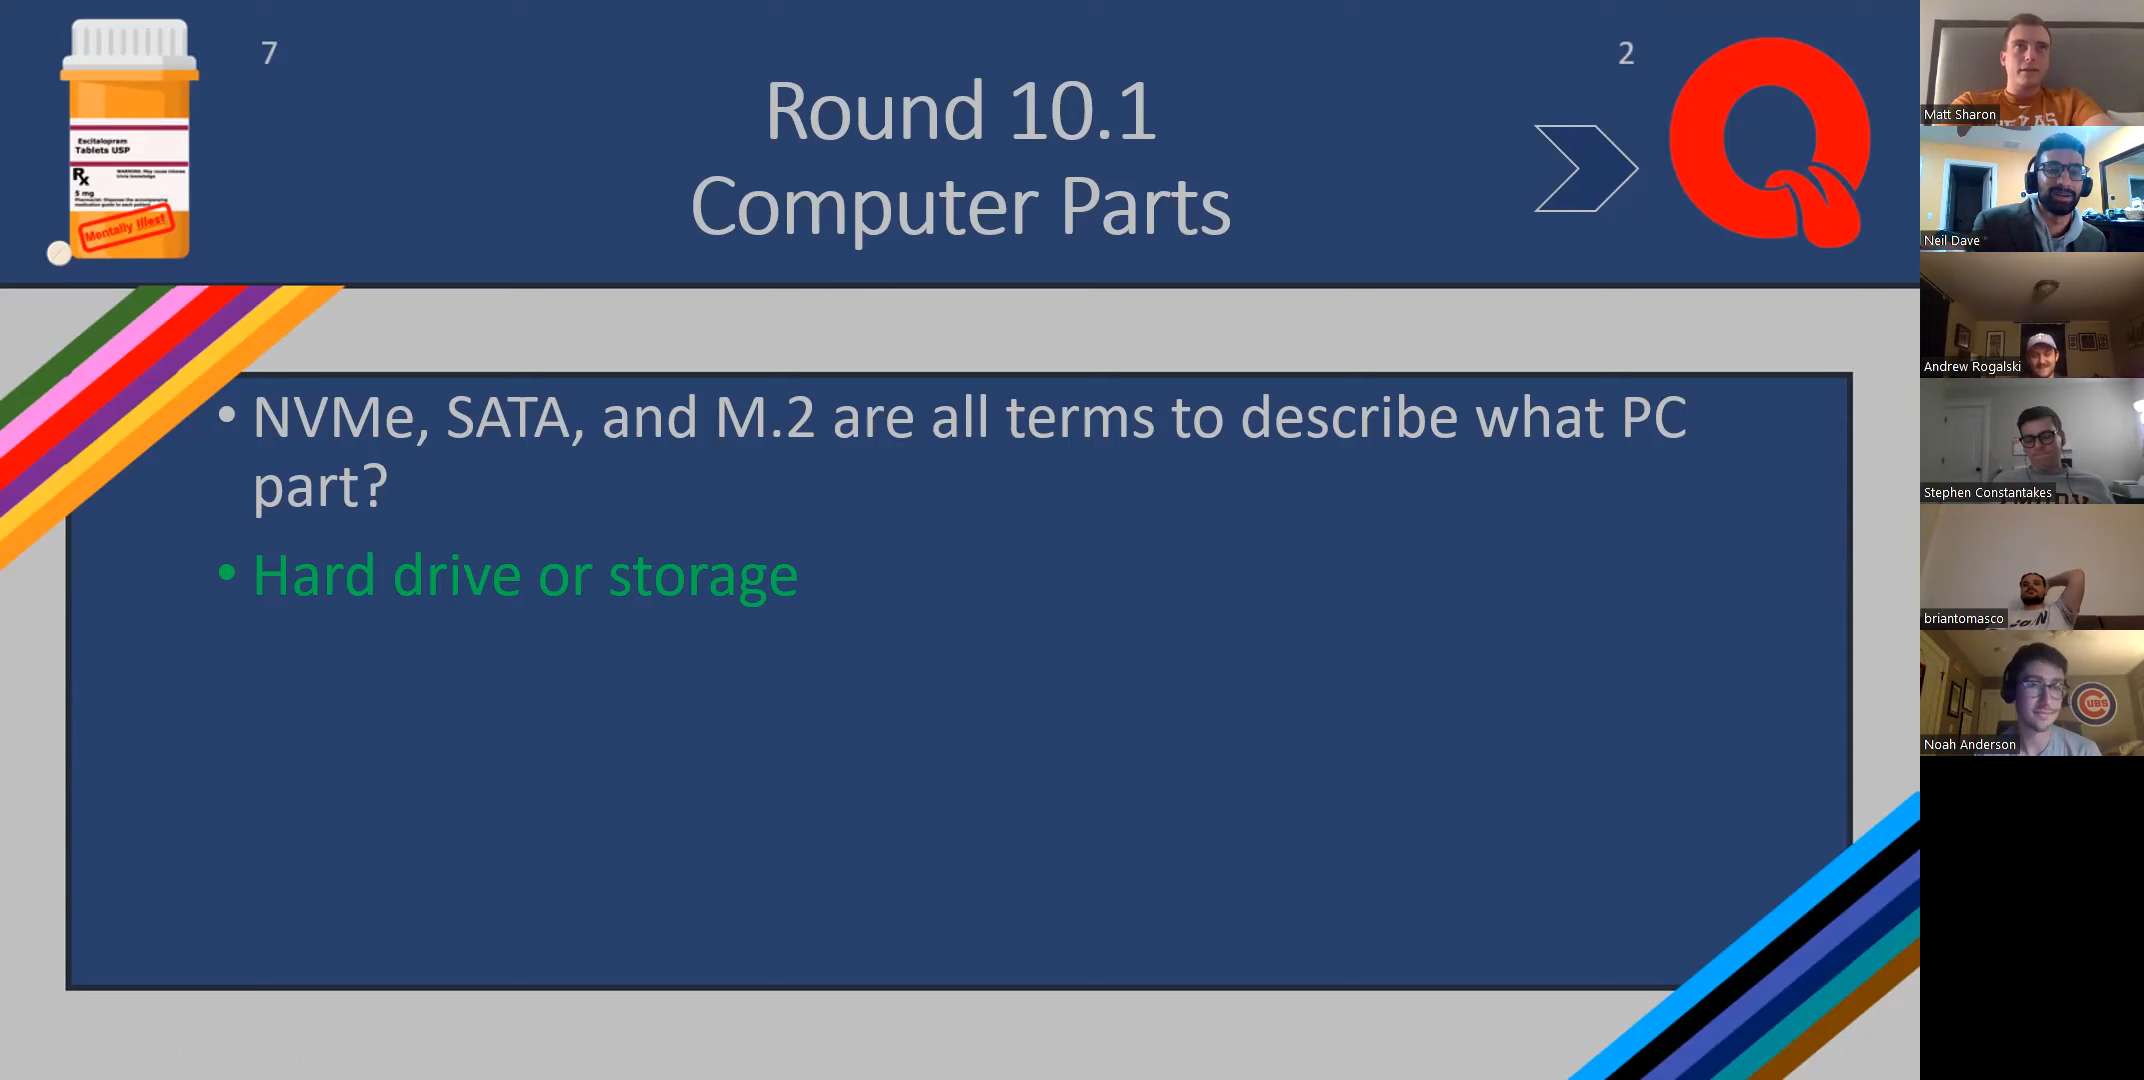 7
2
Round 10.1
Computer Parts
Escitalopram
Tablets USP
Rx
5 mg
Mentally Illest
NVMe, SATA, and M.2 are all terms to describe what PC
part?
Hard drive or storage
Matt Sharon
TEXAS
Neil Dave
Andrew Rogalski
Stephen Constantakes
briantomasco
Noah Anderson
CUBS